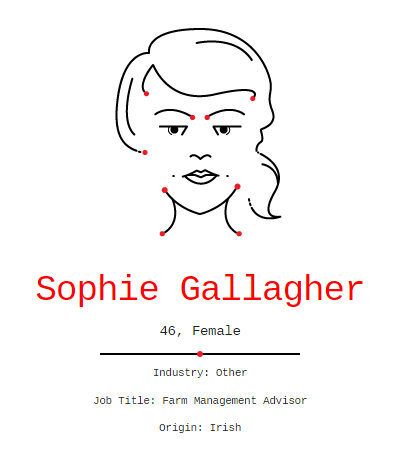 Sophie Gallagher
46, Female
Industry: Other
Job Title: Farm Management Advisor
Origin: Irish